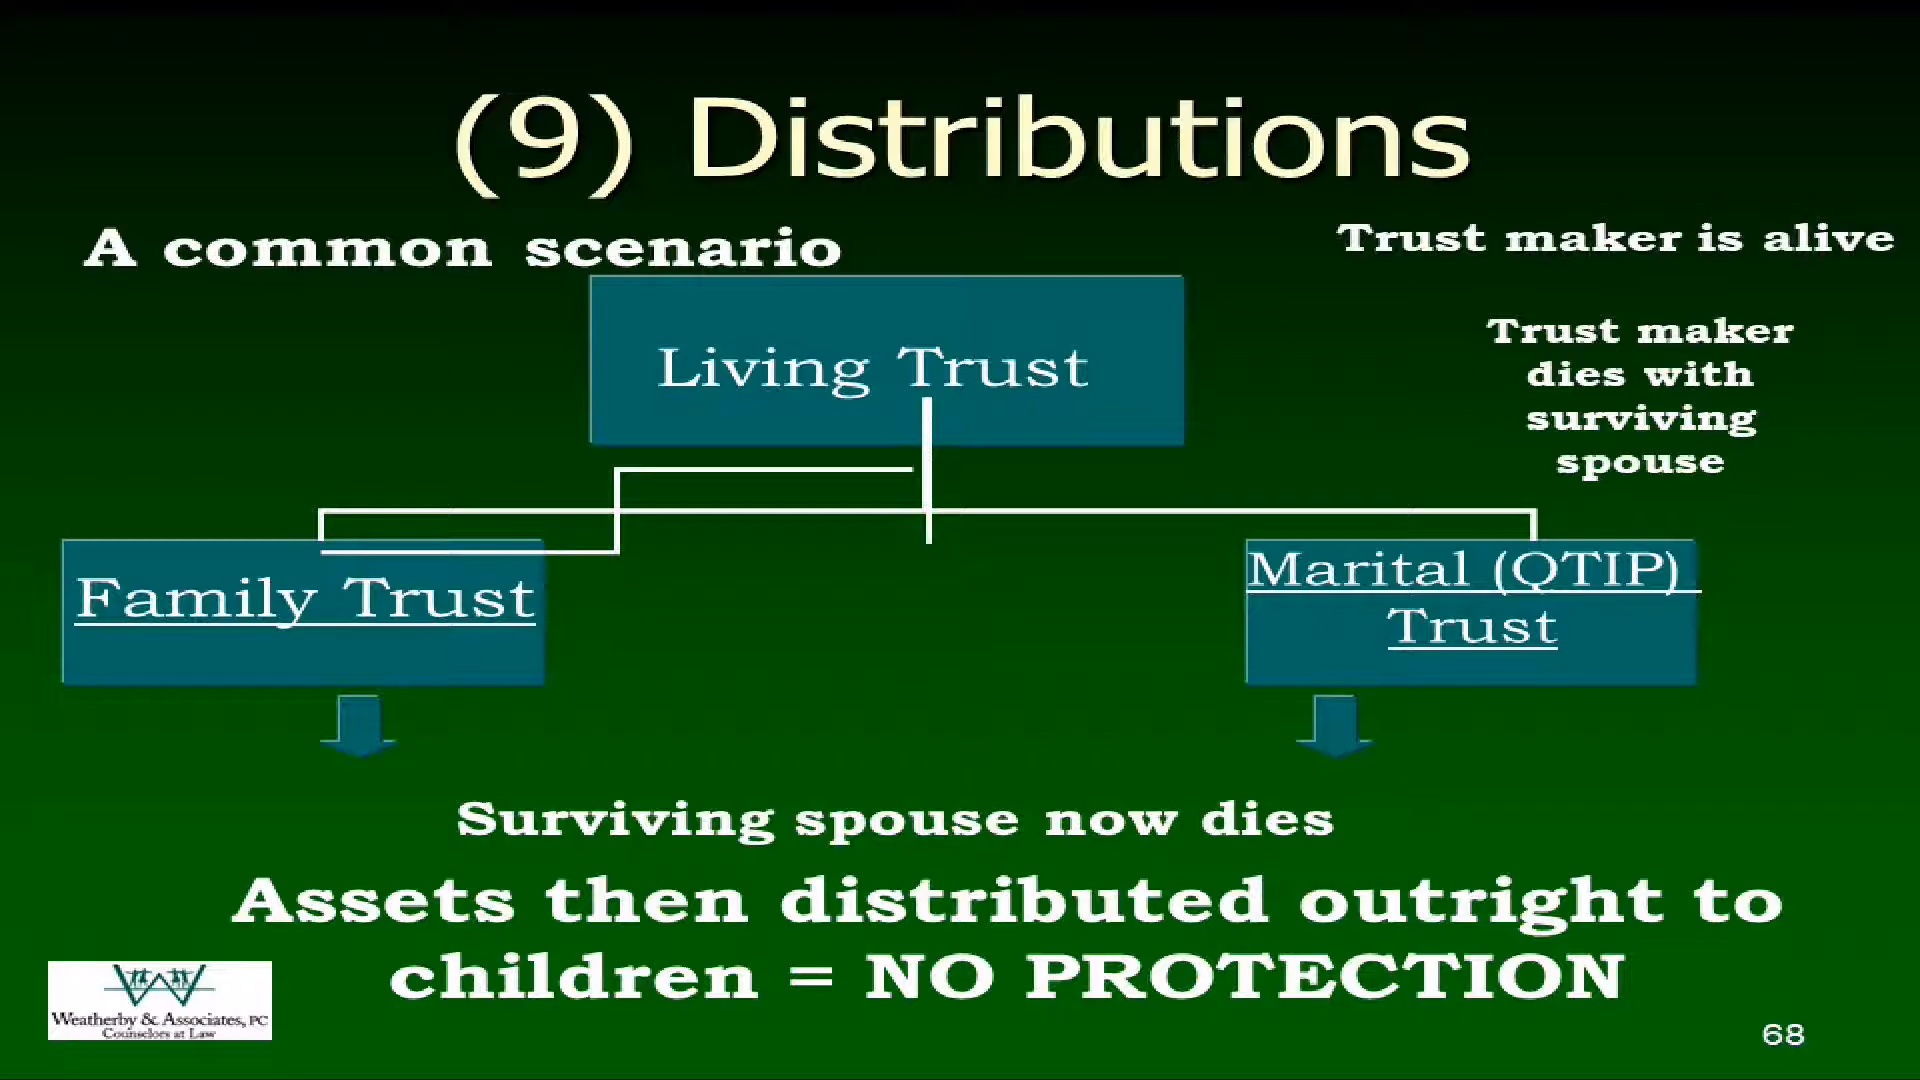 (9) Distributions
A common scenario
Trust maker is alive
Living Trust
Trust maker
dies with
surviving
spouse
Family Trust
Marital (QTIP)
Trust
Surviving spouse now dies
Assets then distributed outright to
children = NO PROTECTION
Weatherby & Associates, PC
Counselors at Law
68